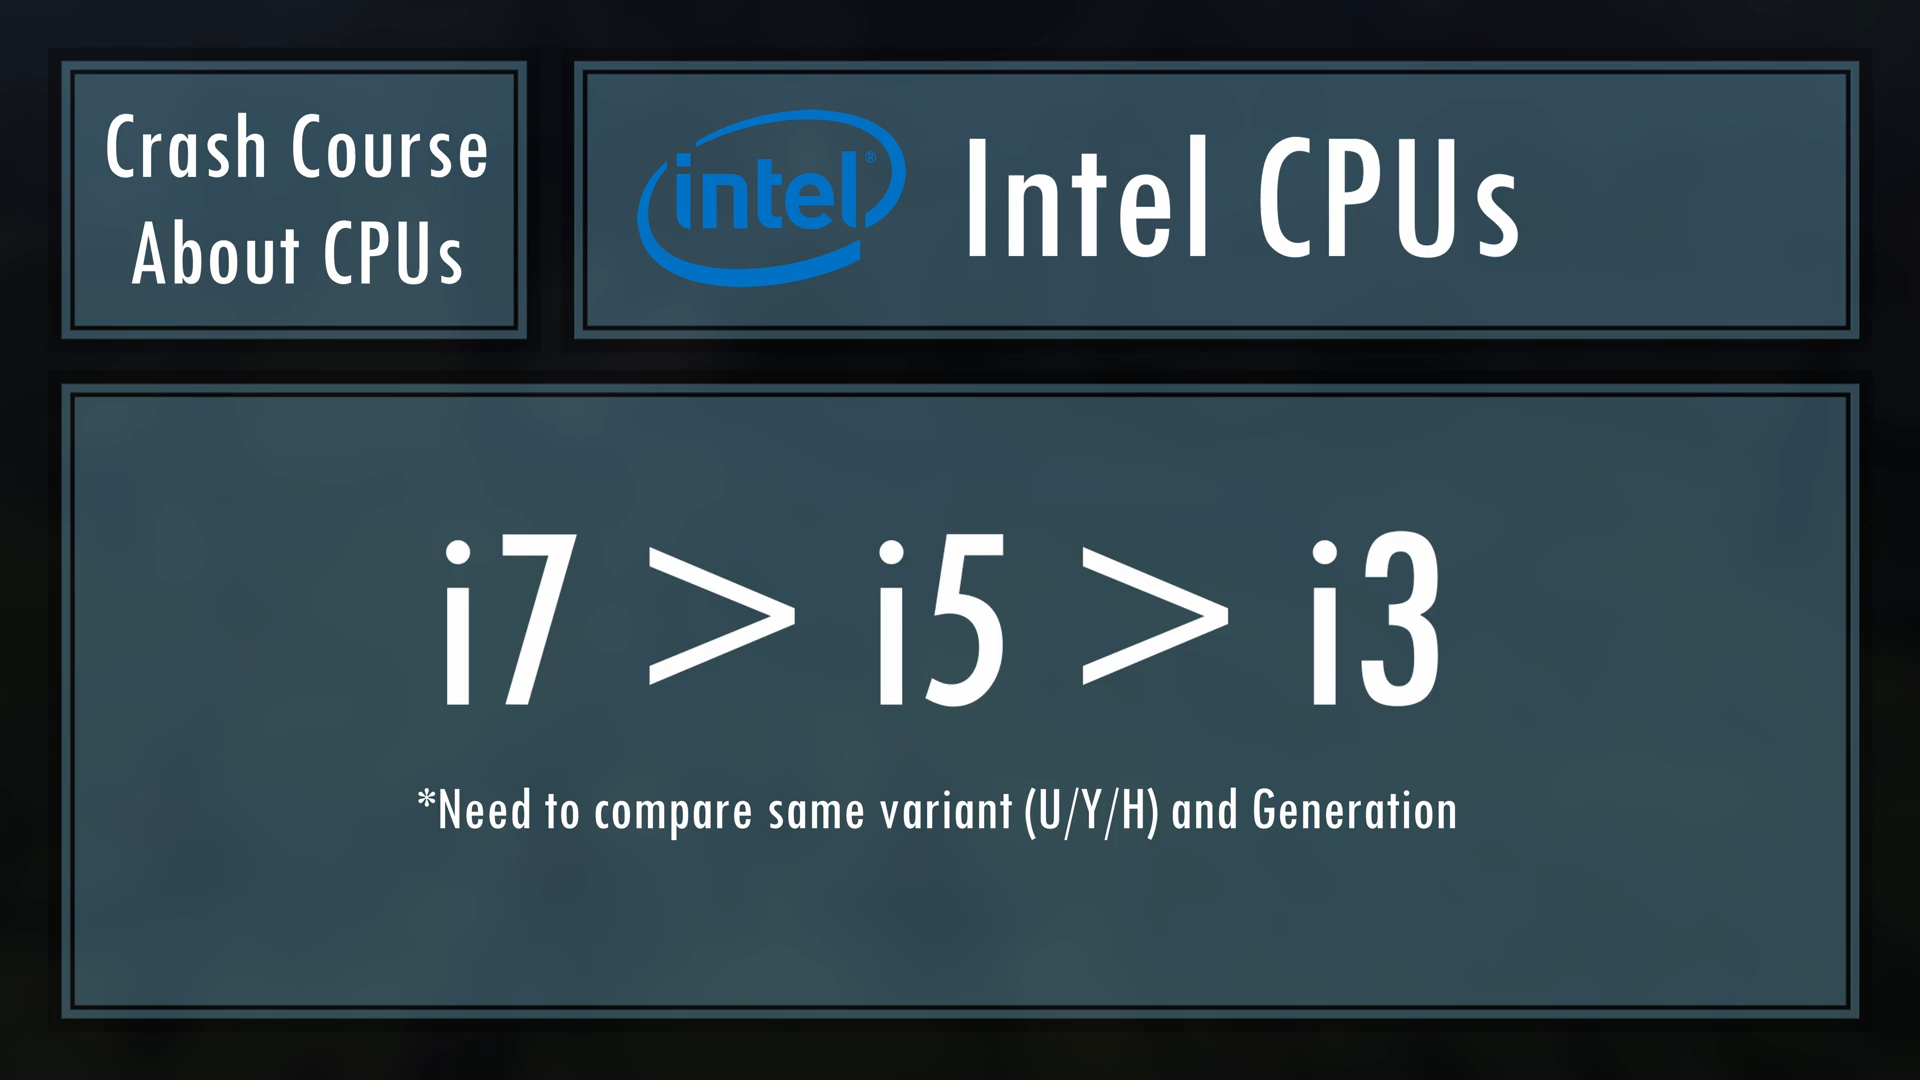 Crash Course
About CPUs
intel®
Intel CPUs
i7 > i5 > i3
*Need to compare same variant (U/Y/H) and Generation